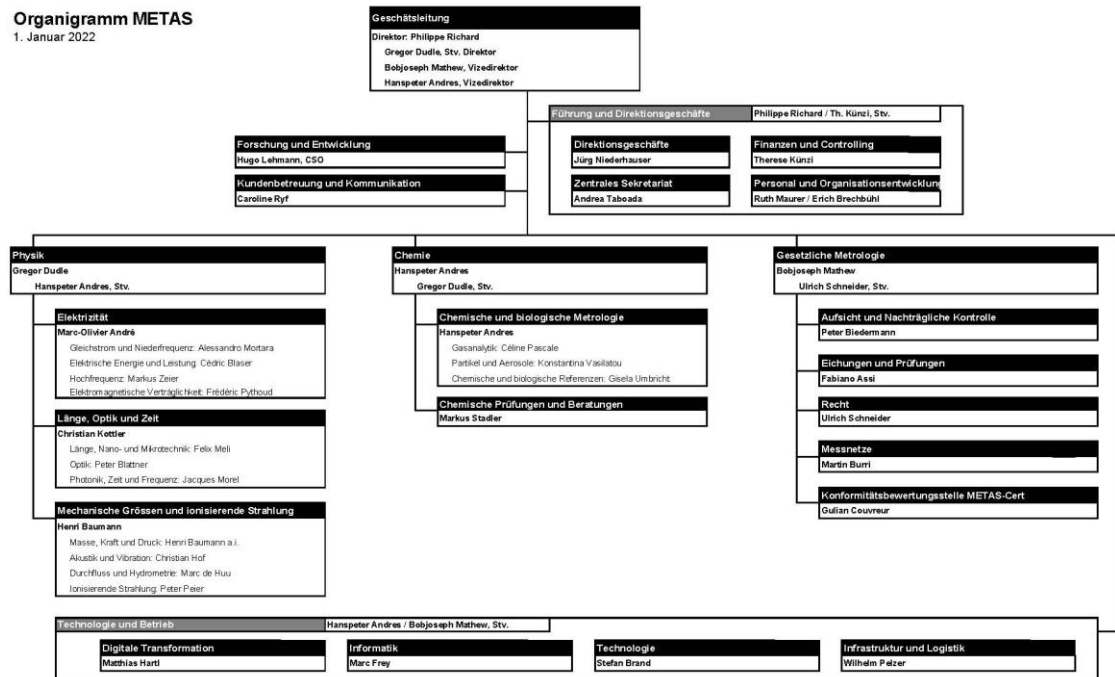 Organigramm METAS
1. Januar 2022
Geschätsleitung
Direktor: Philippe Richard
Gregor Dudle, Stv. Direktor
Bobjoseph Mathew, Vizedirektor
Hanspeter Andres, Vizedirektor
Führung und Direktionsgeschäfte
Philippe Richard / Th. Künzi, Stv.
Forschung und Entwicklung
Hugo Lehmann, CSO
Kundenbetreuung und Kommunikation
Caroline Ryf
Direktionsgeschäfte
Jürg Niederhauser
Finanzen und Controlling
Therese Künzi
Zentrales Sekretariat
Andrea Taboada
Personal und Organisationsentwicklung
Ruth Maurer / Erich Brechbühl
Physik
Gregor Dudle
Hanspeter Andres, Stv.
Elektrizität
Marc-Olivier André
Gleichstrom und Niederfrequenz: Alessandro Mortara
Elektrische Energie und Leistung: Cédric Blaser
Hochfrequenz: Markus Zeier
Elektromagnetische Verträglichkeit: Frédéric Pythoud
Länge, Optik und Zeit
Christian Kottler
Länge, Nano- und Mikrotechnik: Felix Meli
Optik: Peter Blattner
Photonik, Zeit und Frequenz: Jacques Morel
Mechanische Grössen und ionisierende Strahlung
Henri Baumann
Masse, Kraft und Druck: Henri Baumann a.i.
Akustik und Vibration: Christian Hof
Durchfluss und Hydrometrie: Marc de Huu
Ionisierende Strahlung: Peter Peier
Chemie
Hanspeter Andres
Gregor Dudle, Stv.
Chemische und biologische Metrologie
Hanspeter Andres
Gasanalytik: Céline Pascale
Partikel und Aerosole: Konstantina Vasilatou
Chemische und biologische Referenzen: Gisela Umbricht
Chemische Prüfungen und Beratungen
Markus Stadler
Gesetzliche Metrologie
Bobjoseph Mathew
Ulrich Schneider, Stv.
Aufsicht und Nachträgliche Kontrolle
Peter Biedermann
Eichungen und Prüfungen
Fabiano Assi
Recht
Ulrich Schneider
Messnetze
Martin Burri
Konformitätsbewertungsstelle METAS-Cert
Gulian Couvreur
Technologie und Betrieb
Hanspeter Andres / Bobjoseph Mathew, Stv.
Digitale Transformation
Matthias Hartl
Informatik
Marc Frey
Technologie
Stefan Brand
Infrastruktur und Logistik
Wilhelm Pelzer